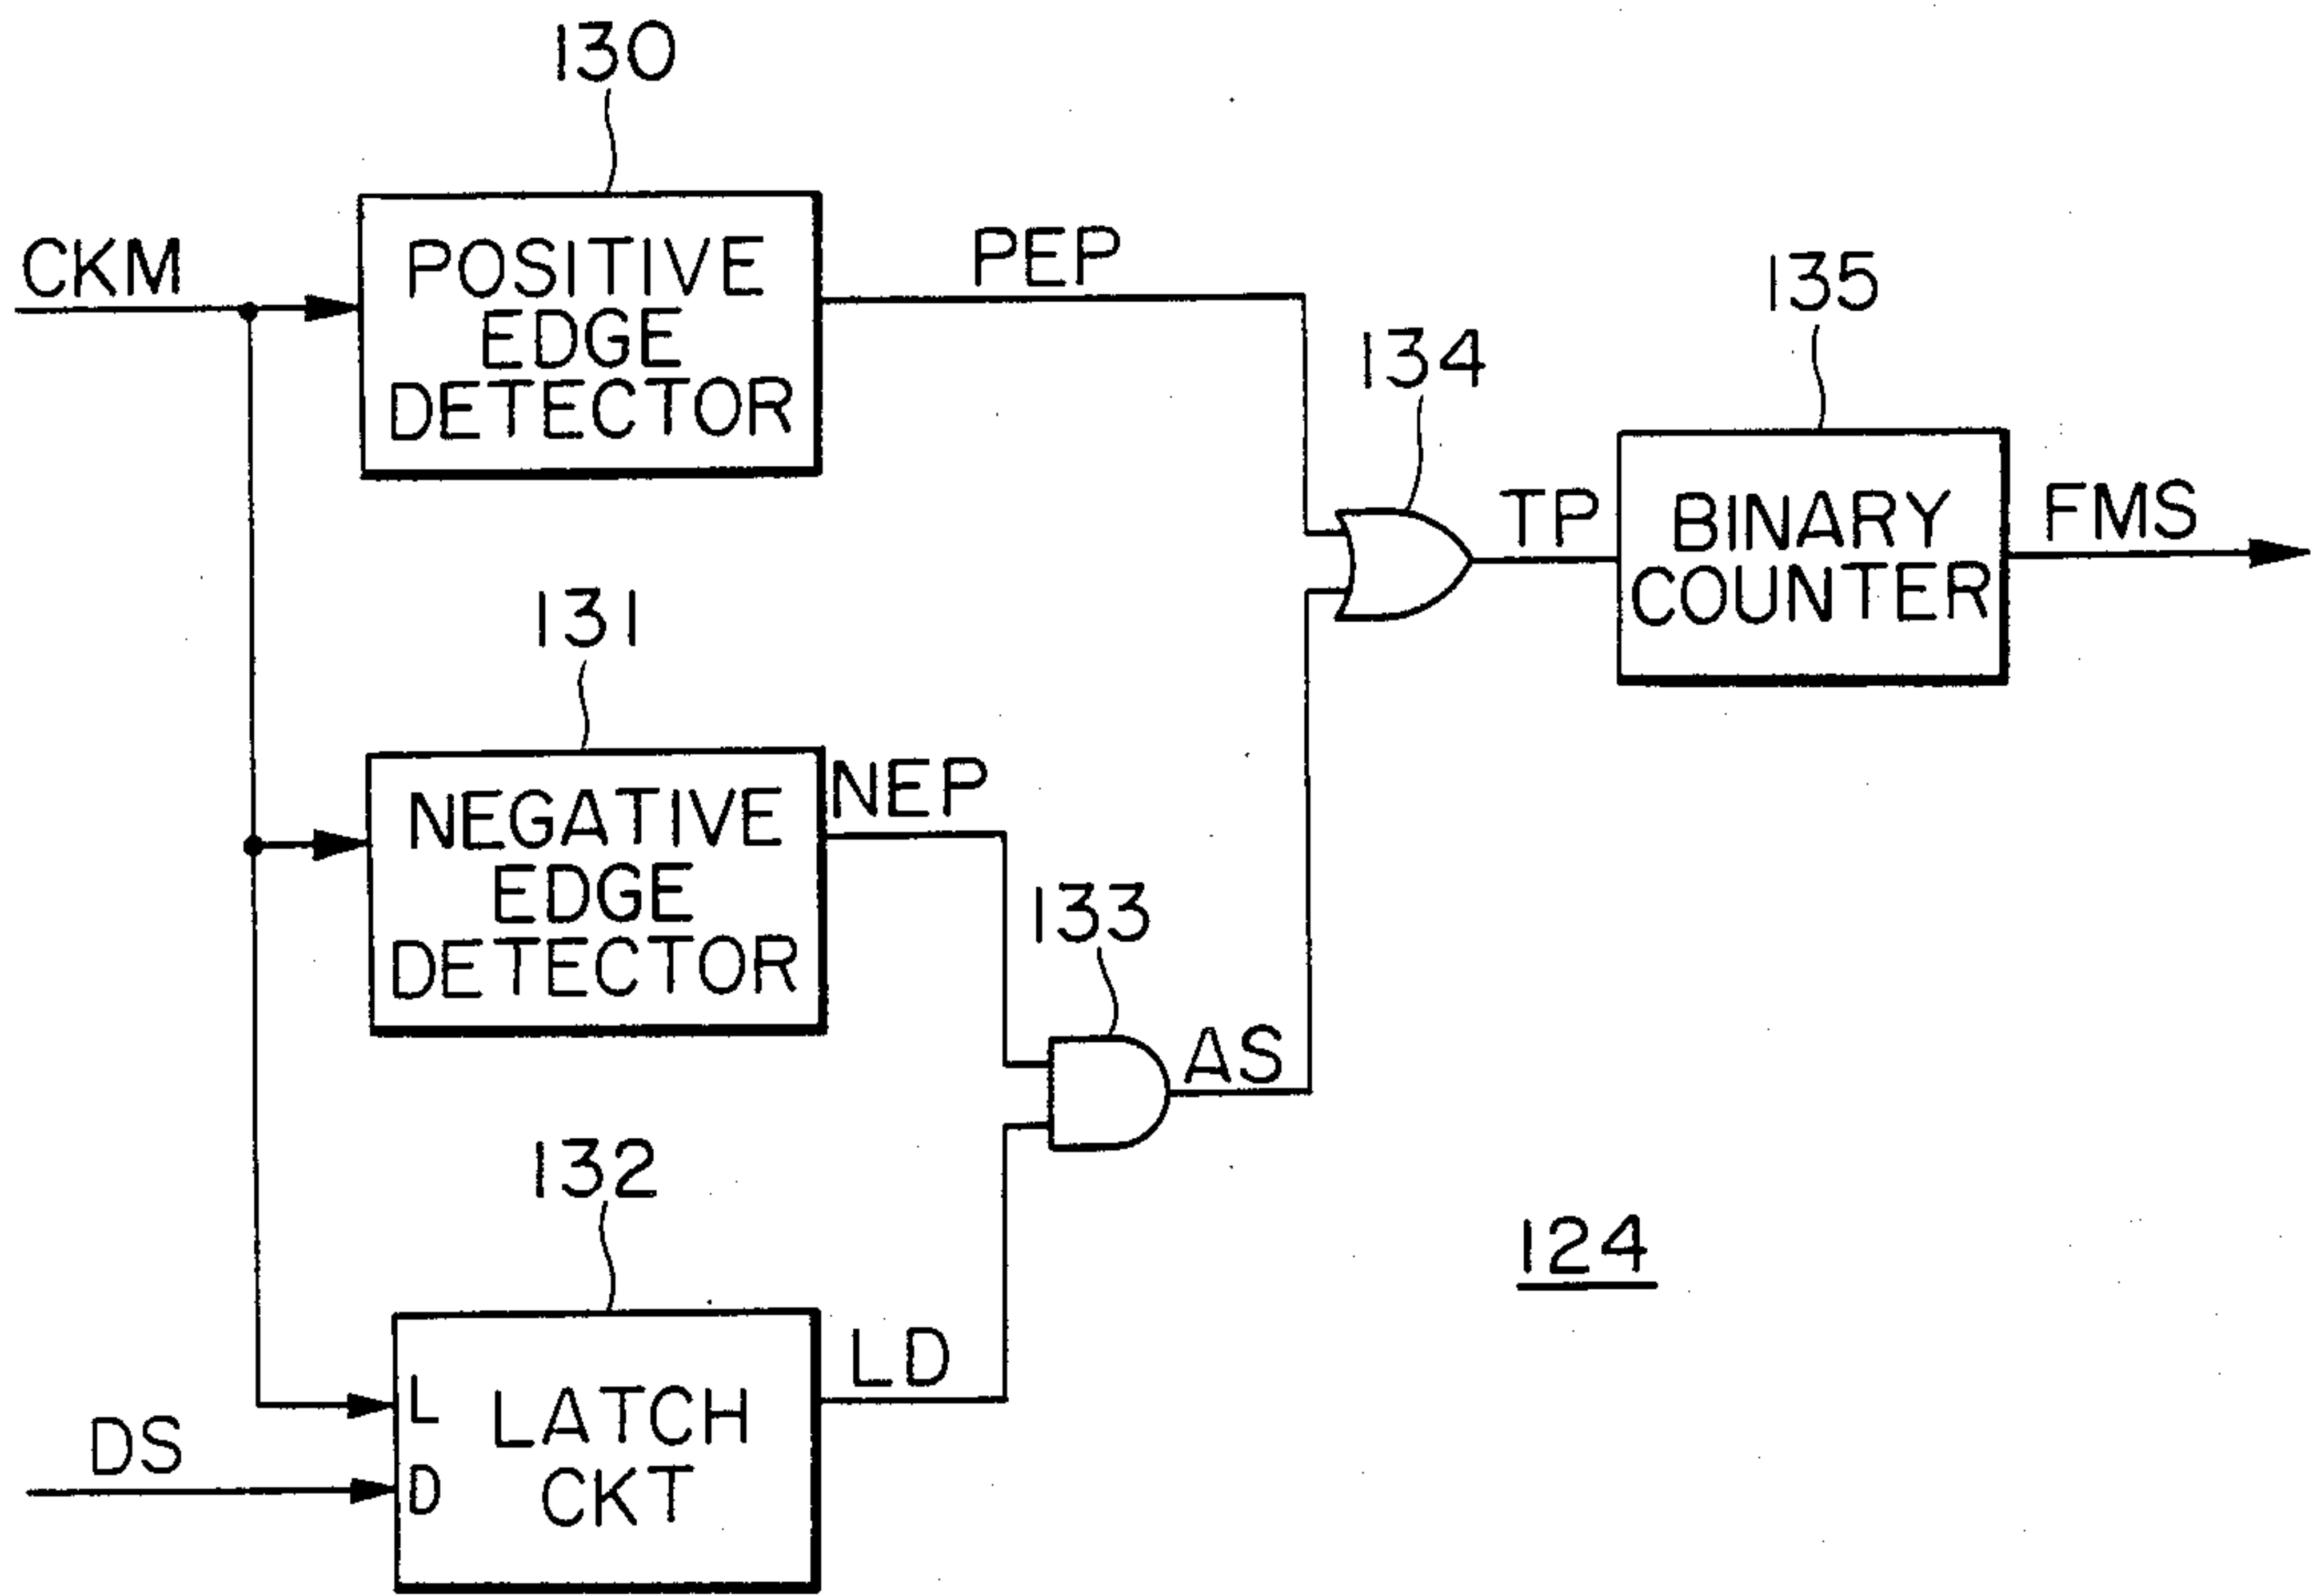 130
CKM
POSITIVE
EDGE
DETECTOR
PEP
135
134
TP
BINARY
COUNTER
FMS
131
NEP
NEGATIVE
EDGE
DETECTOR
133
AS
132
LD
L
LATCH
CKT
DS
D
124